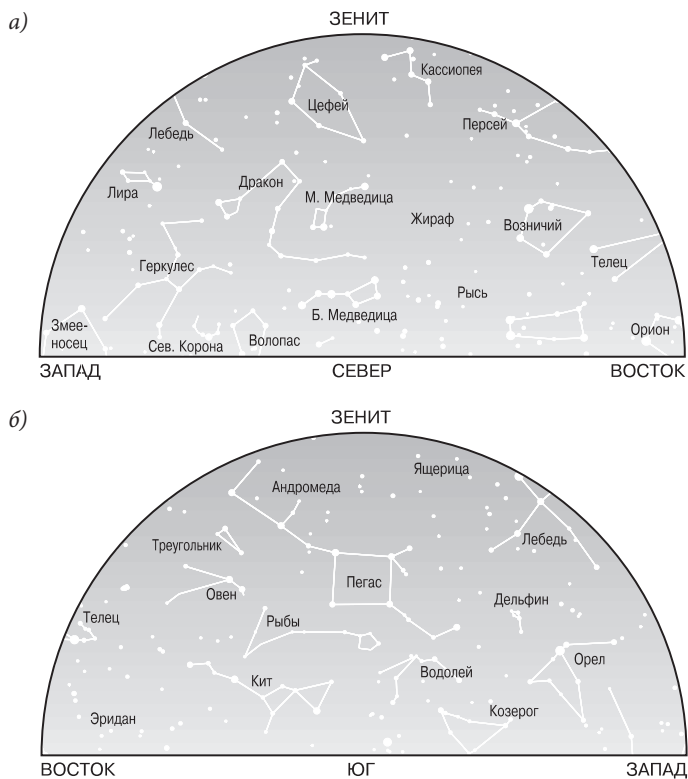 а)
ЗЕНИТ
Кассиопея
Цефей
Персей
Лебедь
Дракон
Лира
М. Медведица
Жираф
Возничий
Геркулес
Телец
Рысь
Б. Медведица
Змее-
носец
Орион
Сев. Корона
Волопас
ЗАПАД
СЕВЕР
ВОСТОК
б)
ЗЕНИТ
Ящерица
Андромеда
Лебедь
Треугольник
Пегас
Овен
Дельфин
Телец
Рыбы
Орел
Водолей
Кит
Козерог
Эридан
ВОСТОК
ЮГ
ЗАПАД